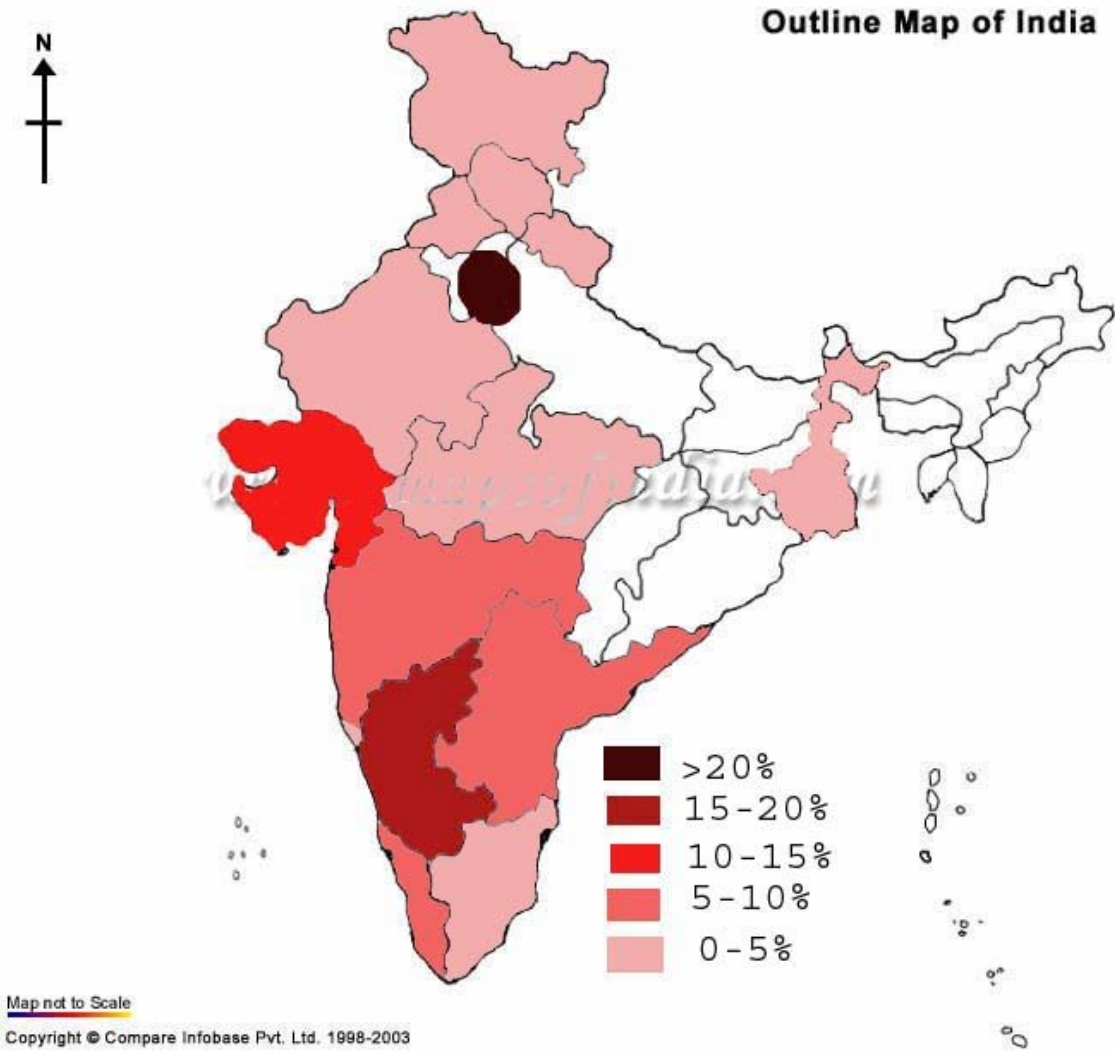 Outline Map of India
N
>20%
15-20%
10-15%
5-10%
0-5%
Map not to Scale
Copyright © Compare Infobase Pvt. Ltd. 1998-2003